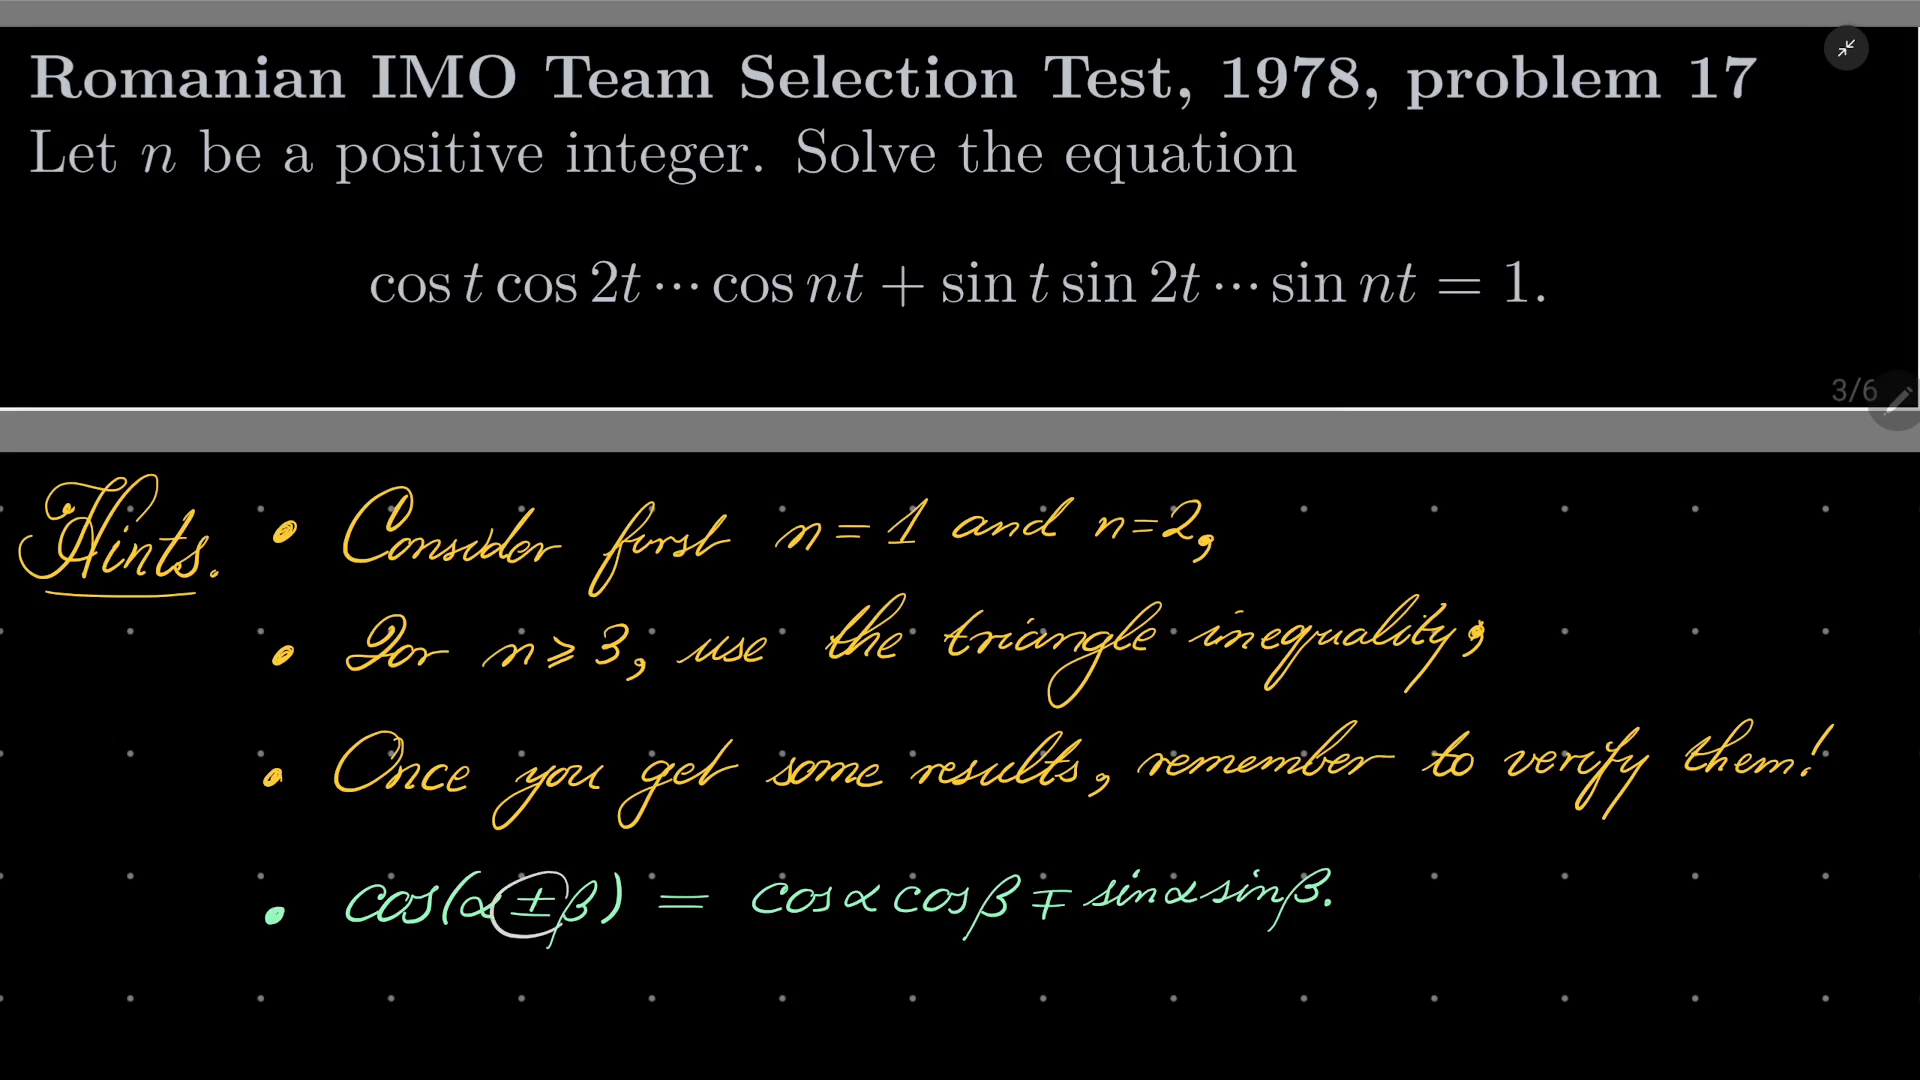 Romanian IMO Team Selection Test, 1978, problem 17
Let n be a positive integer. Solve the equation
cos t cos 2t ⋯ cos nt + sin t sin 2t ⋯ sin nt = 1.
3/6
Hints. • Consider first n = 1 and n=2,
• For n ⩾ 3, use the triangle inequality;
• Once you get some results, remember to verify them!
• cos(α ± β) = cos α cos β ∓ sin α sin β.